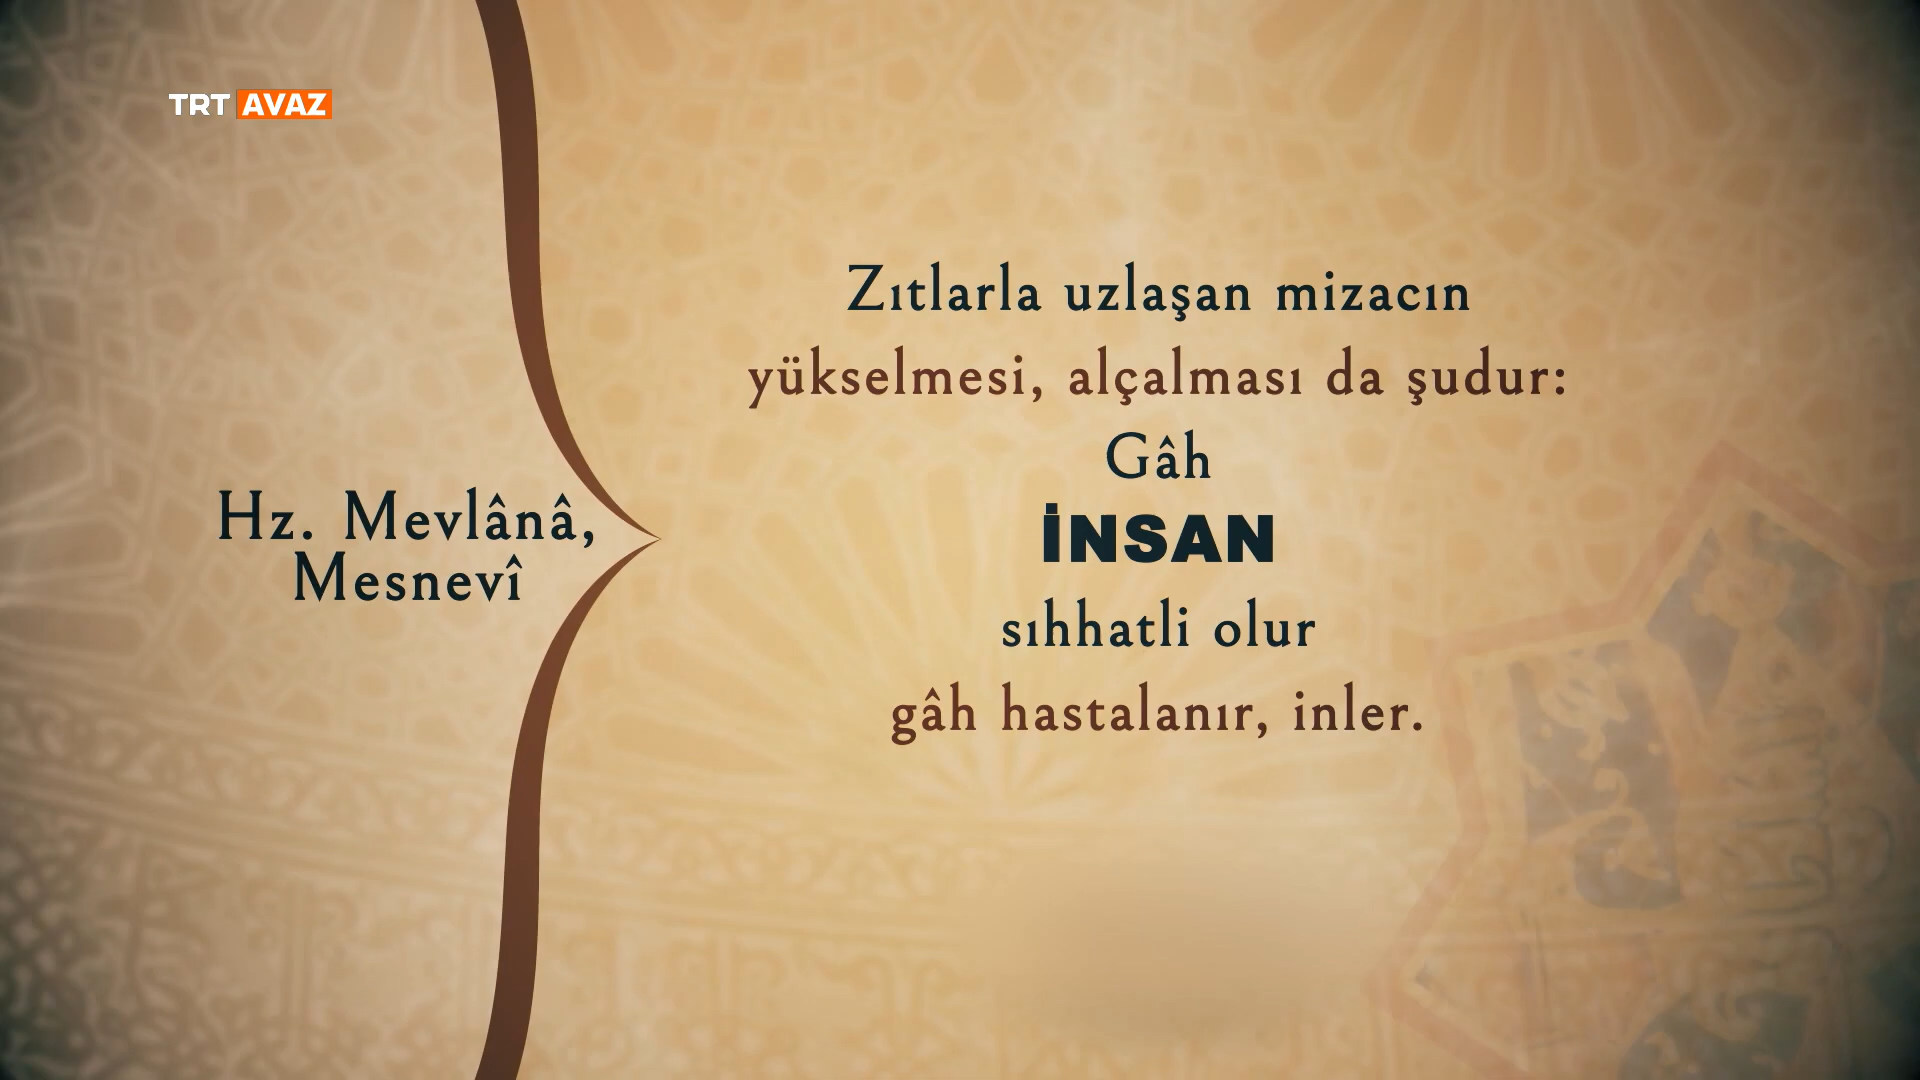 TRT AVAZ
Hz. Mevlânâ,
Mesnevî
Zıtlarla uzlaşan mizacın
yükselmesi, alçalması da şudur:
Gâh
İNSAN
sıhhatli olur
gâh hastalanır, inler.